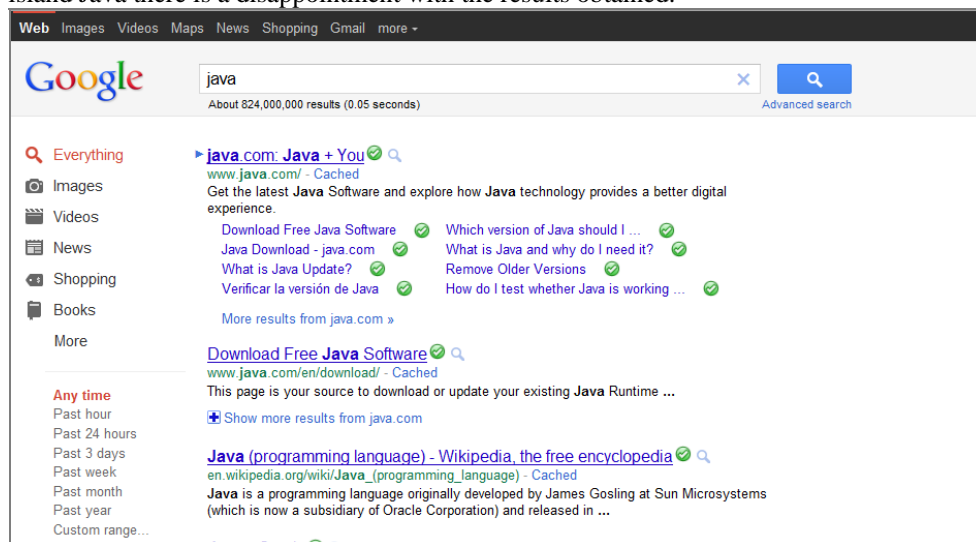 island Java there is a disappointment with the results obtained.
Web Images Videos Maps News Shopping Gmail more
Google
java
About 824,000,000 results (0.05 seconds)
Advanced search
Everything
Images
Videos
News
Shopping
Books
More
Any time
Past hour
Past 24 hours
Past 3 days
Past week
Past month
Past year
Custom range...
java.com: Java + You
www.java.com/ - Cached
Get the latest Java Software and explore how Java technology provides a better digital
experience.
Download Free Java Software Which version of Java should I ...
Java Download - java.com What is Java and why do I need it?
What is Java Update? Remove Older Versions
Verificar la versión de Java How do I test whether Java is working ...
More results from java.com »
Download Free Java Software
www.java.com/en/download/ - Cached
This page is your source to download or update your existing Java Runtime ...
Show more results from java.com
Java (programming language) - Wikipedia, the free encyclopedia
en.wikipedia.org/wiki/Java_(programming_language) - Cached
Java is a programming language originally developed by James Gosling at Sun Microsystems
(which is now a subsidiary of Oracle Corporation) and released in ...